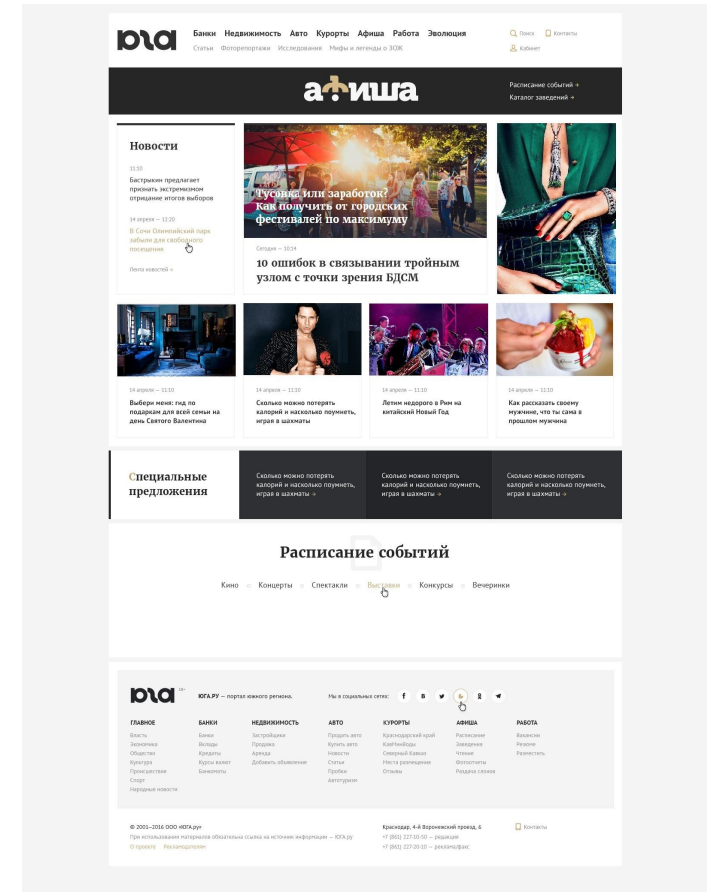 юга
Банки Недвижимость Авто Курорты Афиша Работа Эволюция
Поиск Контакты
Статьи Фоторепортажи Исследования Мифы и легенды о ЗОЖ
Кабинет
афиша
Расписание событий →
Каталог заведений →
Новости
11:10
Бастрыкин предлагает
признать экстремизмом
отрицание итогов выборов
14 апреля — 12:20
В Сочи Олимпийский парк
забыли для свободного
посещения
Лента новостей »
Тусовка или заработок?
Как получить от городских
фестивалей по максимуму
Сегодня — 10:14
10 ошибок в связывании тройным
узлом с точки зрения БДСМ
14 апреля — 11:10
Выбери меня: гид по
подаркам для всей семьи на
день Святого Валентина
14 апреля — 11:10
Сколько можно потерять
калорий и насколько поумнеть,
играя в шахматы
14 апреля — 11:10
Летим недорого в Рим на
китайский Новый Год
14 апреля — 11:10
Как рассказать своему
мужчине, что ты сама в
прошлом мужчина
Специальные
предложения
Сколько можно потерять
калорий и насколько поумнеть,
играя в шахматы →
Сколько можно потерять
калорий и насколько поумнеть,
играя в шахматы →
Сколько можно потерять
калорий и насколько поумнеть,
играя в шахматы →
Расписание событий
Кино Концерты Спектакли Выставки Конкурсы Вечеринки
юга
ЮГА.РУ — портал южного региона.
Мы в социальных сетях:
ГЛАВНОЕ
Власть
Экономика
Общество
Культура
Происшествия
Спорт
Народные новости
БАНКИ
Банки
Вклады
Кредиты
Курсы валют
Банкоматы
НЕДВИЖИМОСТЬ
Застройщики
Продажа
Аренда
Добавить объявление
АВТО
Продать авто
Купить авто
Новости
Статьи
Пробки
Автотуризм
КУРОРТЫ
Краснодарский край
КавМинВоды
Северный Кавказ
Места размещения
Отзывы
АФИША
Расписание
Заведения
Чтение
Фотоотчеты
Раздача слонов
РАБОТА
Вакансии
Резюме
Разместить
© 2001—2016 ООО «ЮГА.ру»
При использовании материалов обязательна ссылка на источник информации — ЮГА.ру
О проекте Рекламодателям
Краснодар, 4-й Воронежский проезд, 6
+7 (861) 227-10-50 — редакция
+7 (861) 227-20-10 — реклама/факс
Контакты